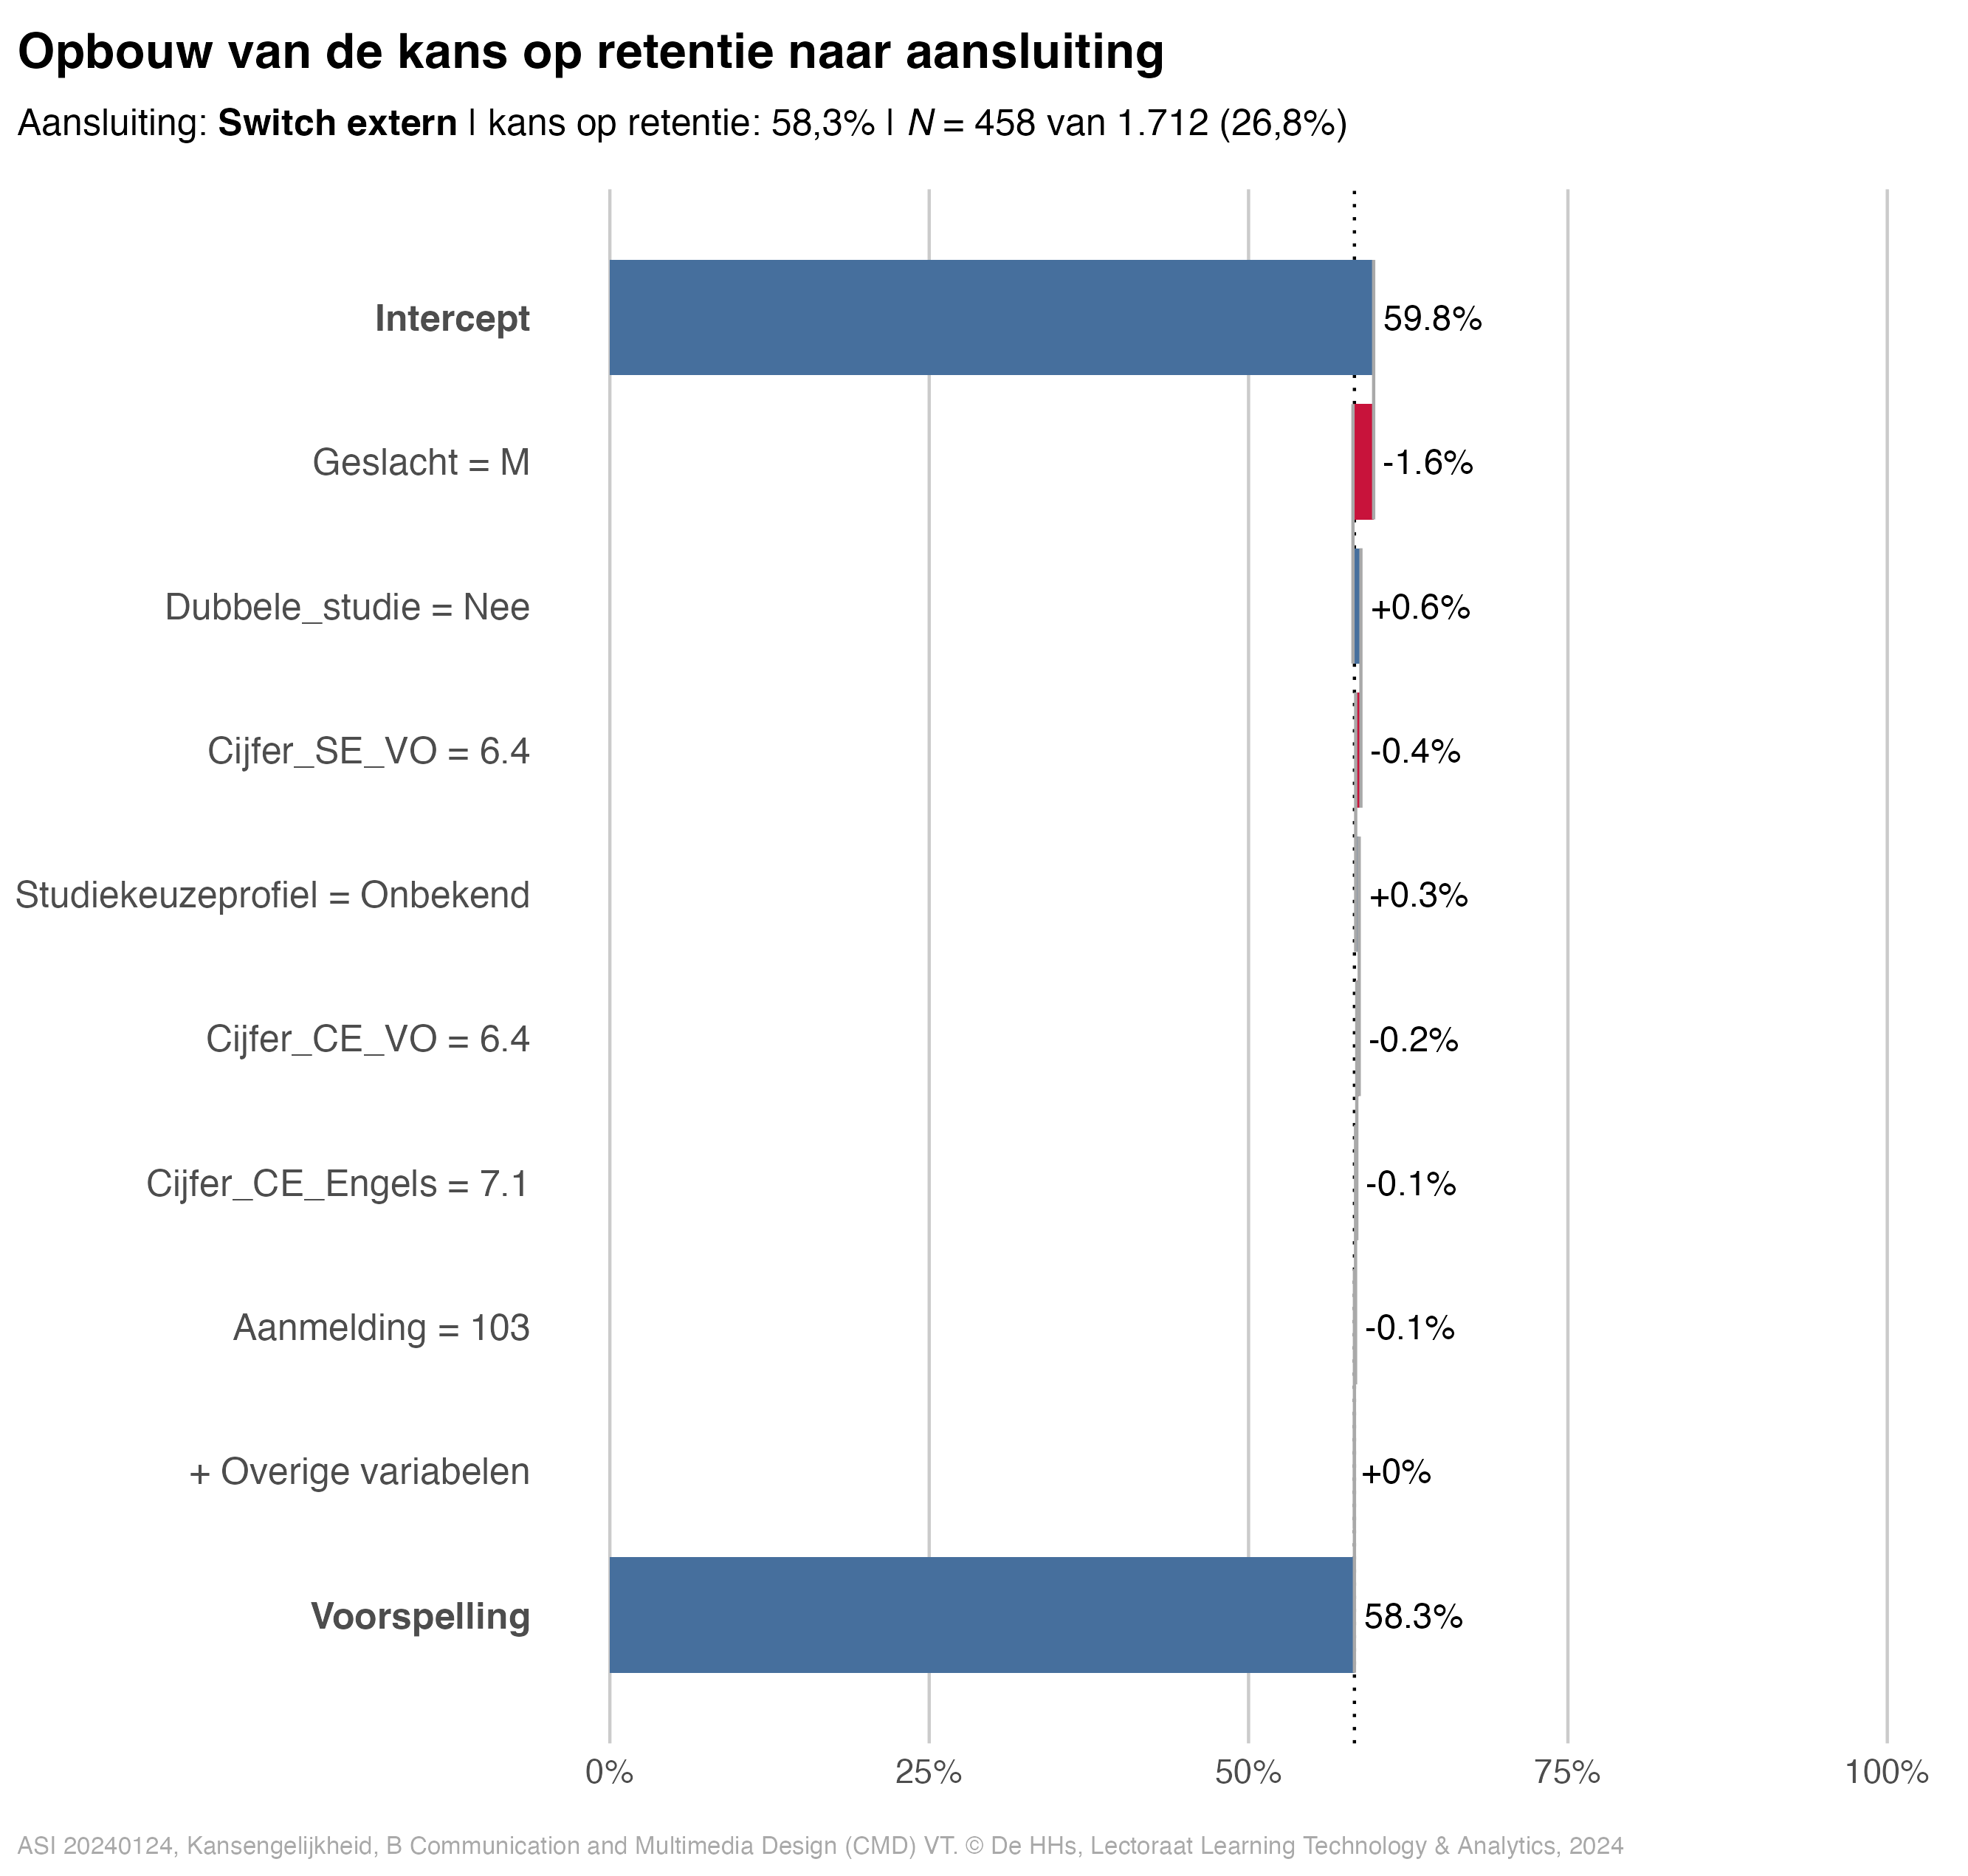 Opbouw van de kans op retentie naar aansluiting
Aansluiting: Switch extern | kans op retentie: 58,3% | N = 458 van 1.712 (26,8%)
Intercept 59.8%
Geslacht = M -1.6%
Dubbele_studie = Nee +0.6%
Cijfer_SE_VO = 6.4 -0.4%
Studiekeuzeprofiel = Onbekend +0.3%
Cijfer_CE_VO = 6.4 -0.2%
Cijfer_CE_Engels = 7.1 -0.1%
Aanmelding = 103 -0.1%
+ Overige variabelen +0%
Voorspelling 58.3%
0% 25% 50% 75% 100%
ASI 20240124, Kansengelijkheid, B Communication and Multimedia Design (CMD) VT. © De HHs, Lectoraat Learning Technology & Analytics, 2024